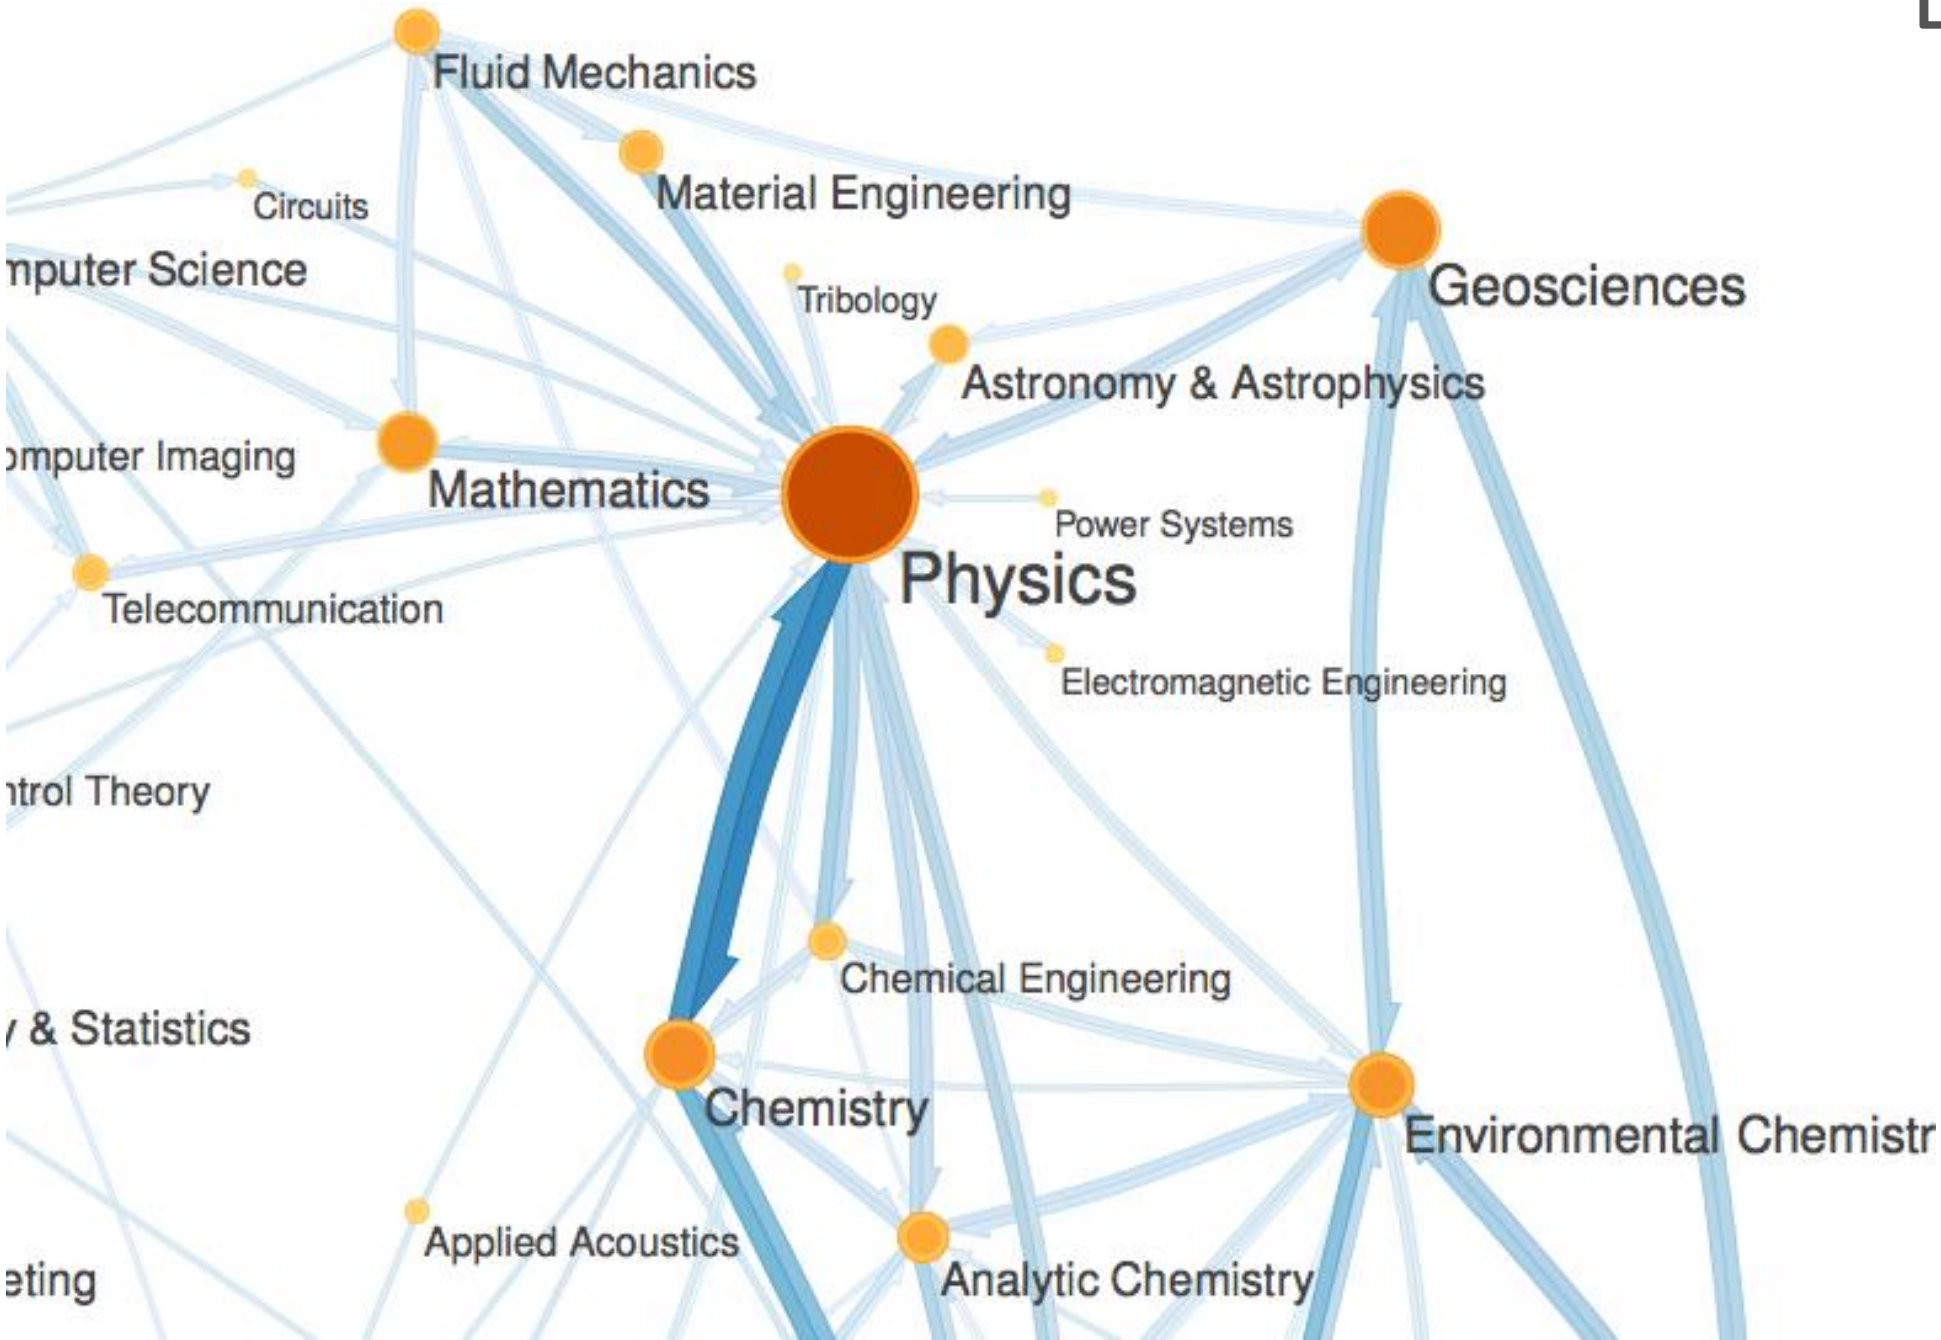 Fluid Mechanics
Material Engineering
Circuits
mputer Science
Tribology
Geosciences
Astronomy & Astrophysics
omputer Imaging
Mathematics
Power Systems
Physics
Telecommunication
Electromagnetic Engineering
ntrol Theory
Chemical Engineering
y & Statistics
Chemistry
Environmental Chemistr
Applied Acoustics
Analytic Chemistry
eting